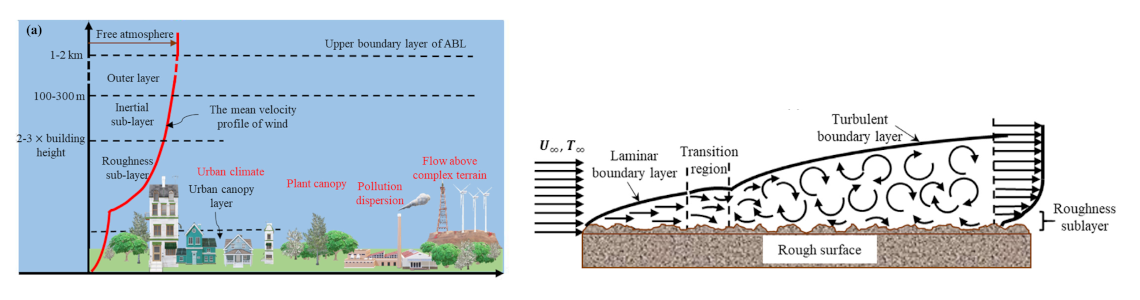 (a)
Free atmosphere
Upper boundary layer of ABL
1-2 km
Outer layer
100-300 m
Inertial
sub-layer
The mean velocity
profile of wind
2-3 × building
height
Roughness
sub-layer
Urban climate
Urban canopy
layer
Plant canopy
Pollution
dispersion
Flow above
complex terrain
U∞, T∞
Laminar
boundary layer
Transition
region
Turbulent
boundary layer
Roughness
sublayer
Rough surface